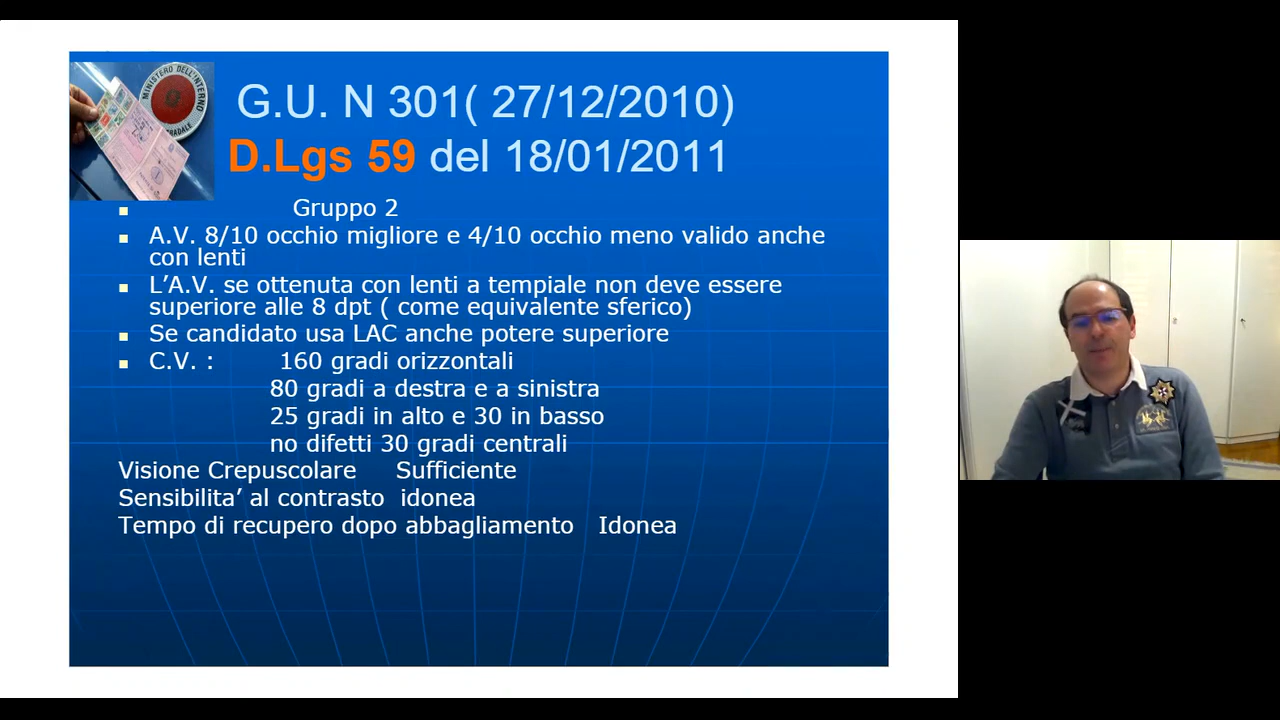 MINISTERO DELL'INTERNO
G.U. N 301( 27/12/2010)
D.Lgs 59 del 18/01/2011
Gruppo 2
A.V. 8/10 occhio migliore e 4/10 occhio meno valido anche
con lenti
L’A.V. se ottenuta con lenti a tempiale non deve essere
superiore alle 8 dpt ( come equivalente sferico)
Se candidato usa LAC anche potere superiore
C.V. : 160 gradi orizzontali
80 gradi a destra e a sinistra
25 gradi in alto e 30 in basso
no difetti 30 gradi centrali
Visione Crepuscolare Sufficiente
Sensibilita’ al contrasto idonea
Tempo di recupero dopo abbagliamento Idonea